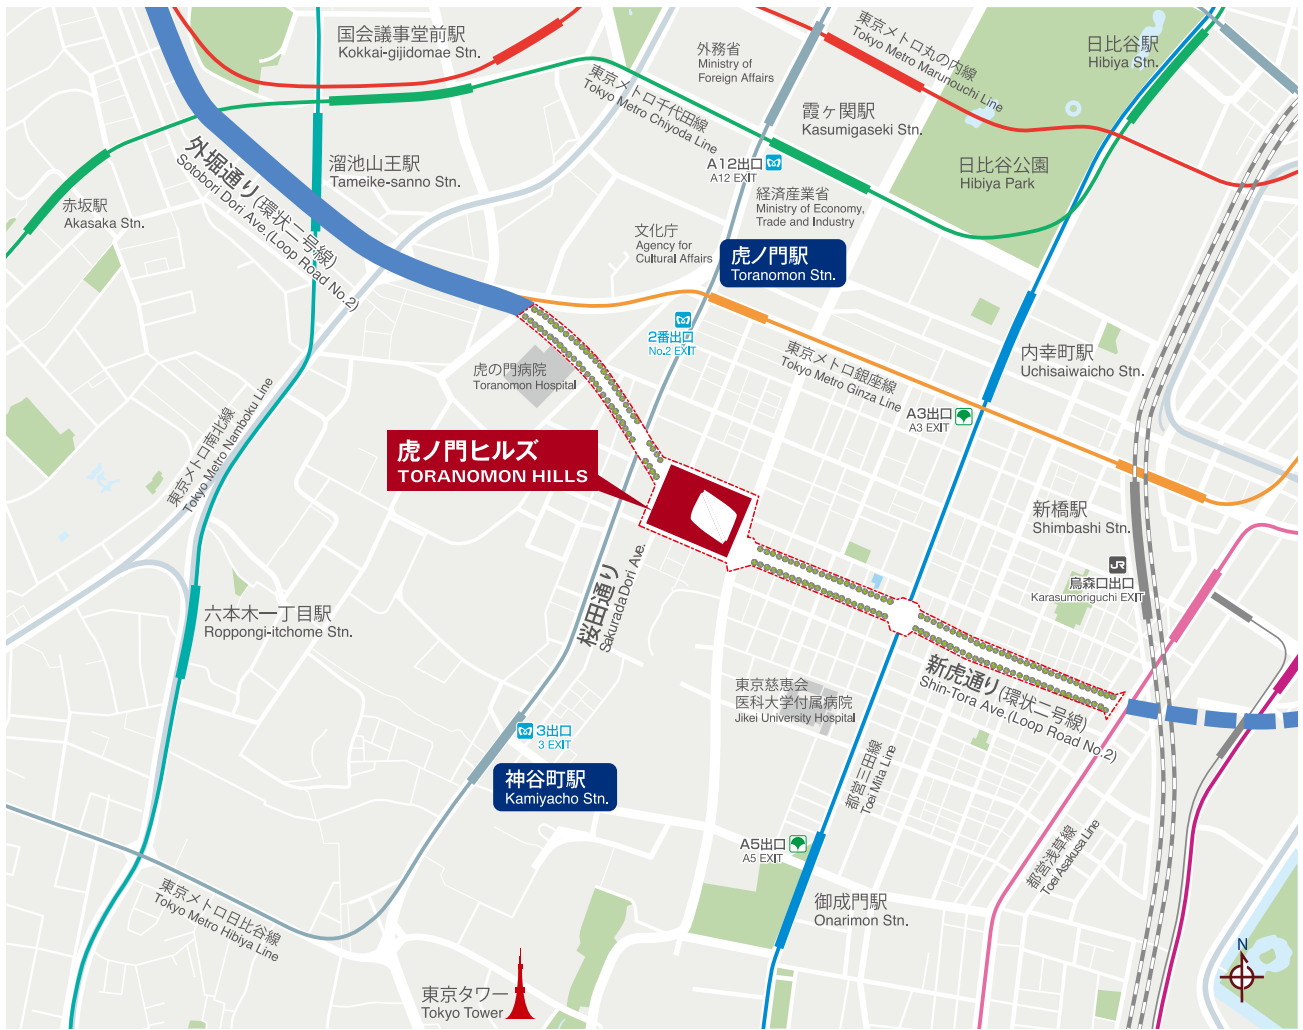 国会議事堂前駅
Kokkai-gijidomae Stn.
外務省
Ministry of
Foreign Affairs
東京メトロ丸の内線
Tokyo Metro Marunouchi Line
日比谷駅
Hibiya Stn.
東京メトロ千代田線
Tokyo Metro Chiyoda Line
霞ヶ関駅
Kasumigaseki Stn.
溜池山王駅
Tameike-sanno Stn.
A12出口
A12 EXIT
日比谷公園
Hibiya Park
赤坂駅
Akasaka Stn.
外堀通り(環状二号線)
Sotobori Dori Ave.(Loop Road No.2)
経済産業省
Ministry of Economy,
Trade and Industry
文化庁
Agency for
Cultural Affairs
虎ノ門駅
Toranomon Stn.
2番出口
No.2 EXIT
虎の門病院
Toranomon Hospital
東京メトロ銀座線
Tokyo Metro Ginza Line
内幸町駅
Uchisaiwaicho Stn.
A3出口
A3 EXIT
東京メトロ南北線
Tokyo Metro Namboku Line
虎ノ門ヒルズ
TORANOMON HILLS
新橋駅
Shimbashi Stn.
JR
烏森口出口
Karasumoriguchi EXIT
桜田通り
Sakurada Dori Ave.
六本木一丁目駅
Roppongi-itchome Stn.
新虎通り(環状二号線)
Shin-Tora Ave.(Loop Road No.2)
東京慈恵会
医科大学付属病院
Jikei University Hospital
3出口
3 EXIT
神谷町駅
Kamiyacho Stn.
都営三田線
Toei Mita Line
A5出口
A5 EXIT
都営浅草線
Toei Asakusa Line
東京メトロ日比谷線
Tokyo Metro Hibiya Line
御成門駅
Onarimon Stn.
N
東京タワー
Tokyo Tower